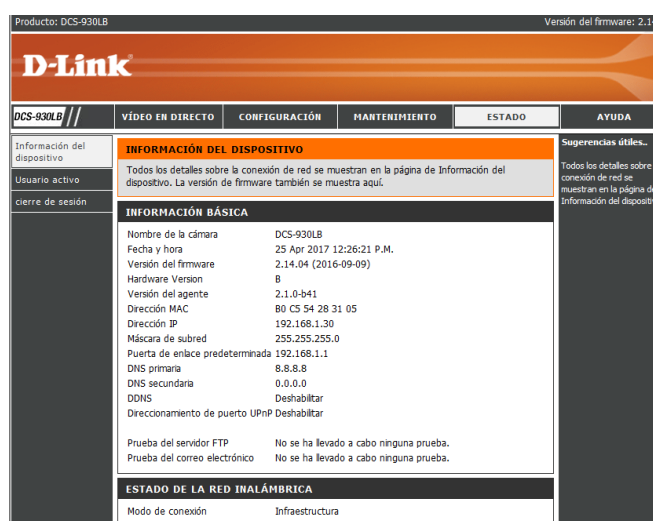 Producto: DCS-930LB
Versión del firmware: 2.1
D-Link
DCS-930LB //
VÍDEO EN DIRECTO
CONFIGURACIÓN
MANTENIMIENTO
ESTADO
AYUDA
Información del
dispositivo
Usuario activo
cierre de sesión
INFORMACIÓN DEL DISPOSITIVO
Todos los detalles sobre la conexión de red se muestran en la página de Información del
dispositivo. La versión de firmware también se muestra aquí.
INFORMACIÓN BÁSICA
Nombre de la cámara DCS-930LB
Fecha y hora 25 Apr 2017 12:26:21 P.M.
Versión del firmware 2.14.04 (2016-09-09)
Hardware Version B
Versión del agente 2.1.0-b41
Dirección MAC B0 C5 54 28 31 05
Dirección IP 192.168.1.30
Máscara de subred 255.255.255.0
Puerta de enlace predeterminada 192.168.1.1
DNS primaria 8.8.8.8
DNS secundaria 0.0.0.0
DDNS Deshabilitar
Direccionamiento de puerto UPnP Deshabilitar
Prueba del servidor FTP No se ha llevado a cabo ninguna prueba.
Prueba del correo electrónico No se ha llevado a cabo ninguna prueba.
ESTADO DE LA RED INALÁMBRICA
Modo de conexión Infraestructura
Sugerencias útiles..
Todos los detalles sobre
conexión de red se
muestran en la página de
Información del dispositi